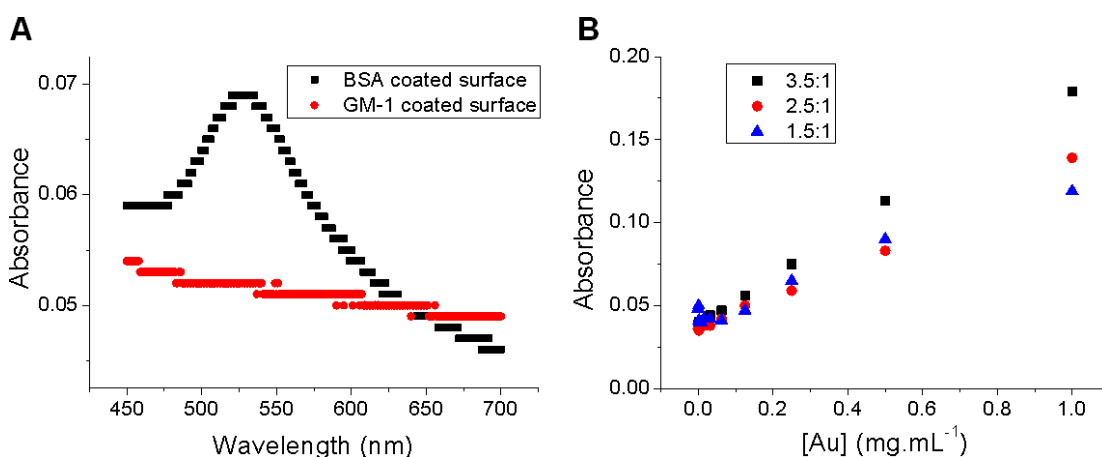 A
Absorbance
0.07
0.06
0.05
BSA coated surface
GM-1 coated surface
450 500 550 600 650 700
Wavelength (nm)
B
Absorbance
0.20
0.15
0.10
0.05
0.00
3.5:1
2.5:1
1.5:1
0.0 0.2 0.4 0.6 0.8 1.0
[Au] (mg.mL⁻¹)